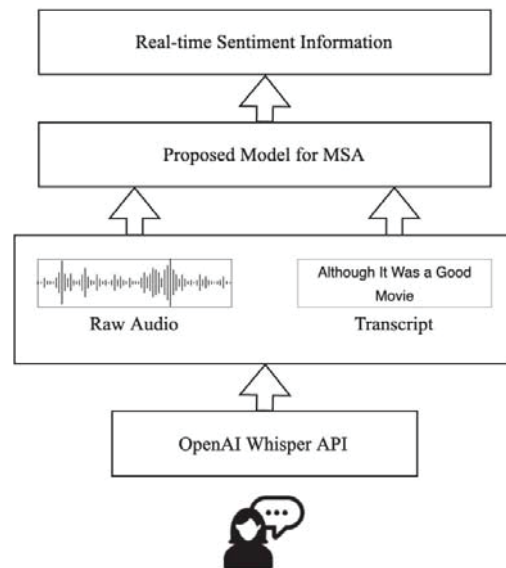 Real-time Sentiment Information
Proposed Model for MSA
Although It Was a Good
Movie
Raw Audio
Transcript
OpenAI Whisper API